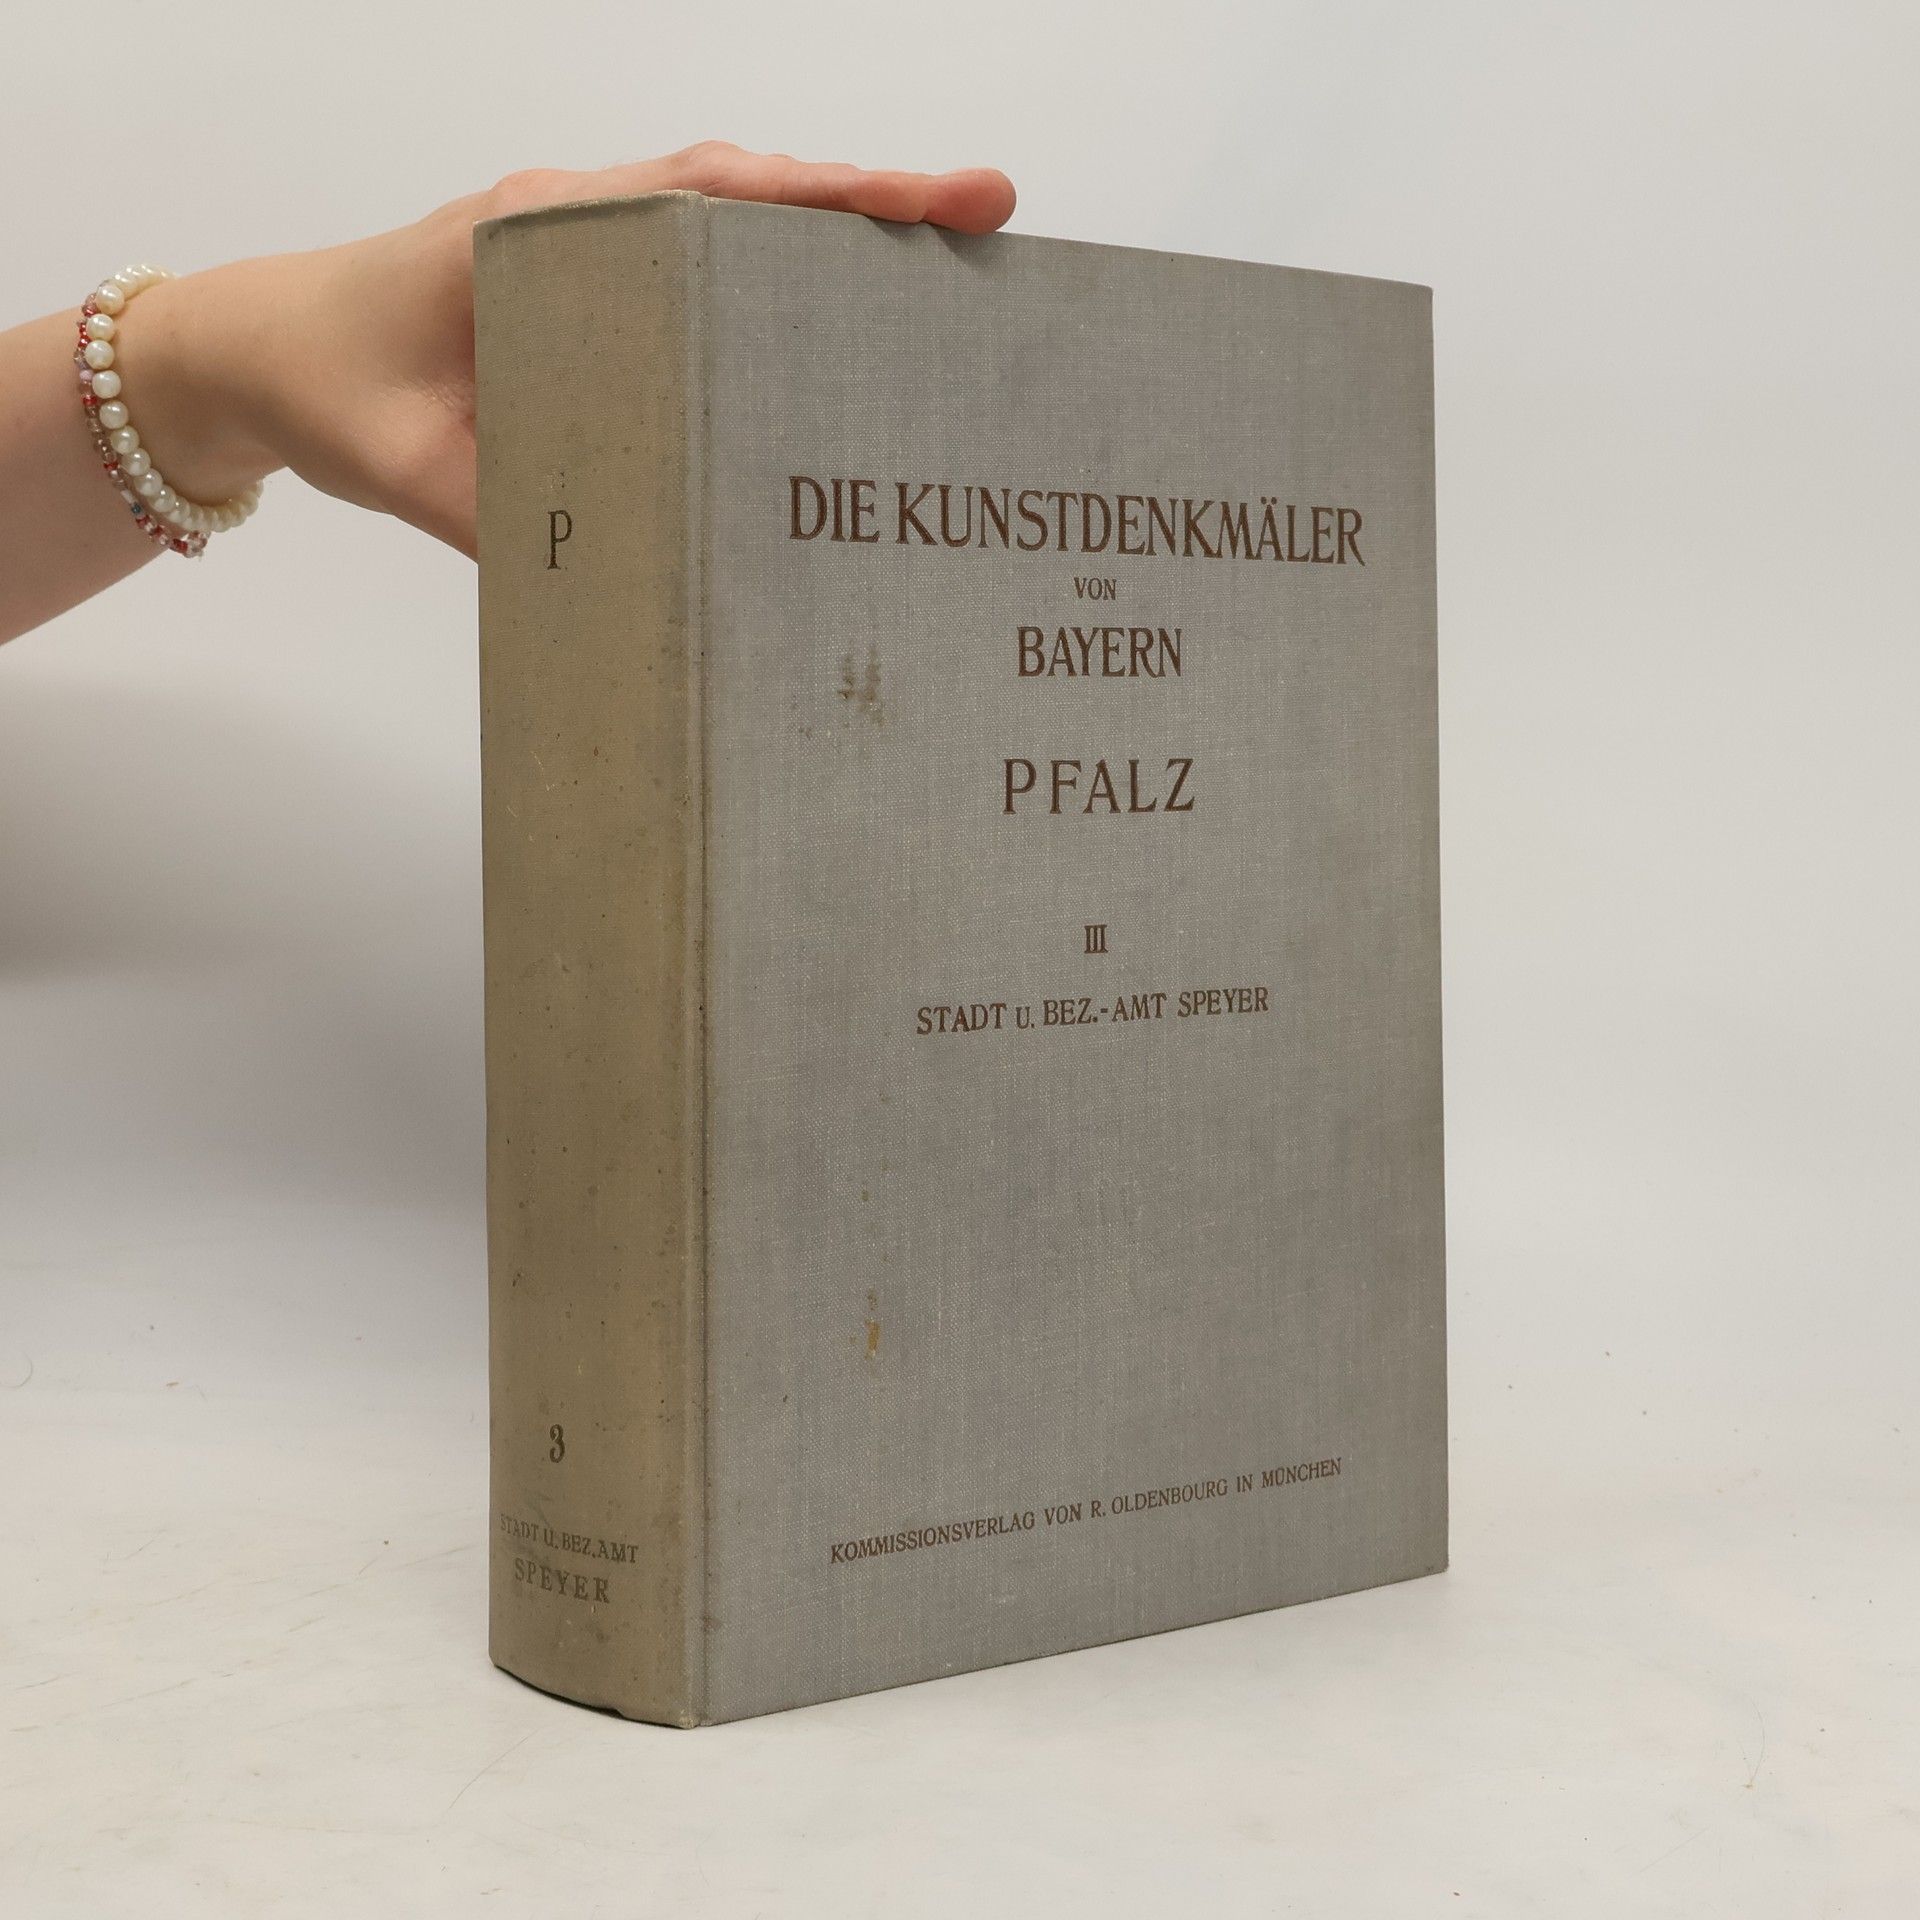 P
3
STADT U. BEZ.AMT
SPEYER
DIE KUNSTDENKMÄLER
VON
BAYERN
PFALZ
III
STADT U. BEZ.-AMT SPEYER
KOMMISSIONSVERLAG VON R. OLDENBOURG IN MÜNCHEN